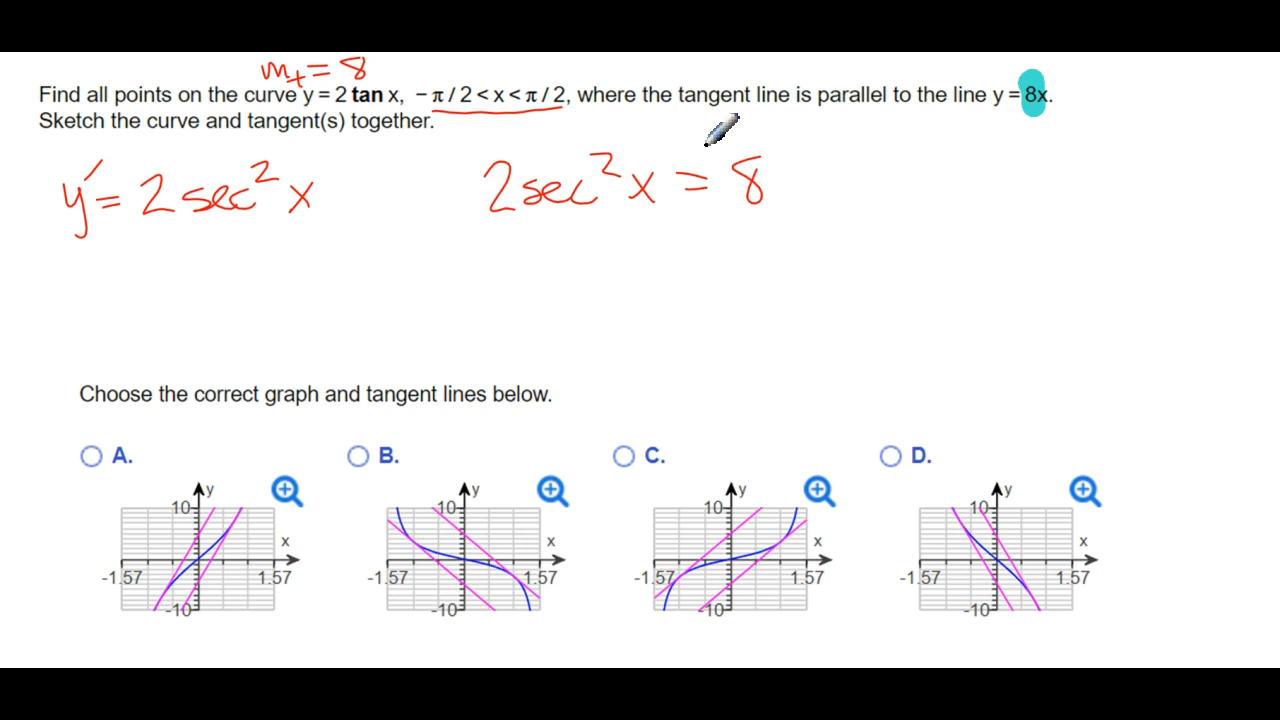 m_t = 8
Find all points on the curve y = 2 tan x, − π / 2 < x < π / 2, where the tangent line is parallel to the line y = 8x.
Sketch the curve and tangent(s) together.
y′ = 2 sec² x 2 sec² x = 8
Choose the correct graph and tangent lines below.
A. B. C. D.
y y y y
10 10 10 10
x x x x
-1.57 1.57 -1.57 1.57 -1.57 1.57 -1.57 1.57
-10 -10 -10 -10